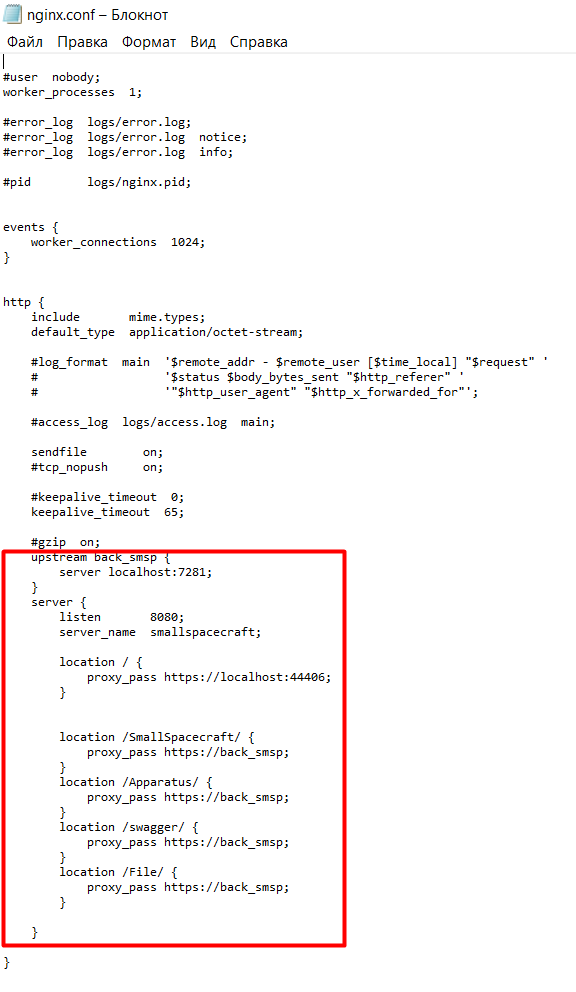 nginx.conf – Блокнот
Файл Правка Формат Вид Справка
#user  nobody;
worker_processes  1;
#error_log  logs/error.log;
#error_log  logs/error.log  notice;
#error_log  logs/error.log  info;
#pid        logs/nginx.pid;
events {
    worker_connections  1024;
}
http {
    include       mime.types;
    default_type  application/octet-stream;
    #log_format  main  '$remote_addr - $remote_user [$time_local] "$request" '
    #                  '$status $body_bytes_sent "$http_referer" '
    #                  '"$http_user_agent" "$http_x_forwarded_for"';
    #access_log  logs/access.log  main;
    sendfile        on;
    #tcp_nopush     on;
    #keepalive_timeout  0;
    keepalive_timeout  65;
    #gzip  on;
    upstream back_smsp {
        server localhost:7281;
    }
    server {
        listen       8080;
        server_name  smallspacecraft;
        location / {
            proxy_pass https://localhost:44406;
        }
        location /SmallSpacecraft/ {
            proxy_pass https://back_smsp;
        }
        location /Apparatus/ {
            proxy_pass https://back_smsp;
        }
        location /swagger/ {
            proxy_pass https://back_smsp;
        }
        location /File/ {
            proxy_pass https://back_smsp;
        }
    }
}